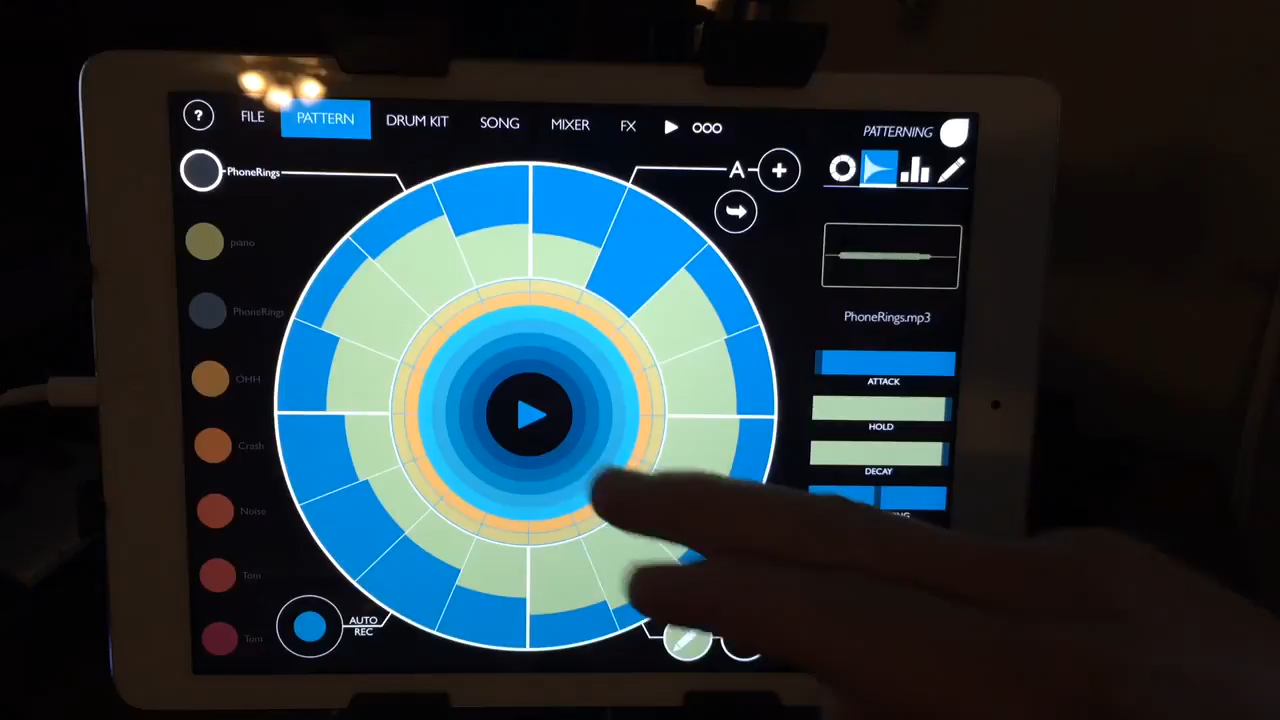 ?
FILE
PATTERN
DRUM KIT
SONG
MIXER
FX
PATTERNING
PhoneRings
A
piano
PhoneRings
OHH
Crash
Noise
Tom
Tom
PhoneRings.mp3
ATTACK
HOLD
DECAY
AUTO
REC